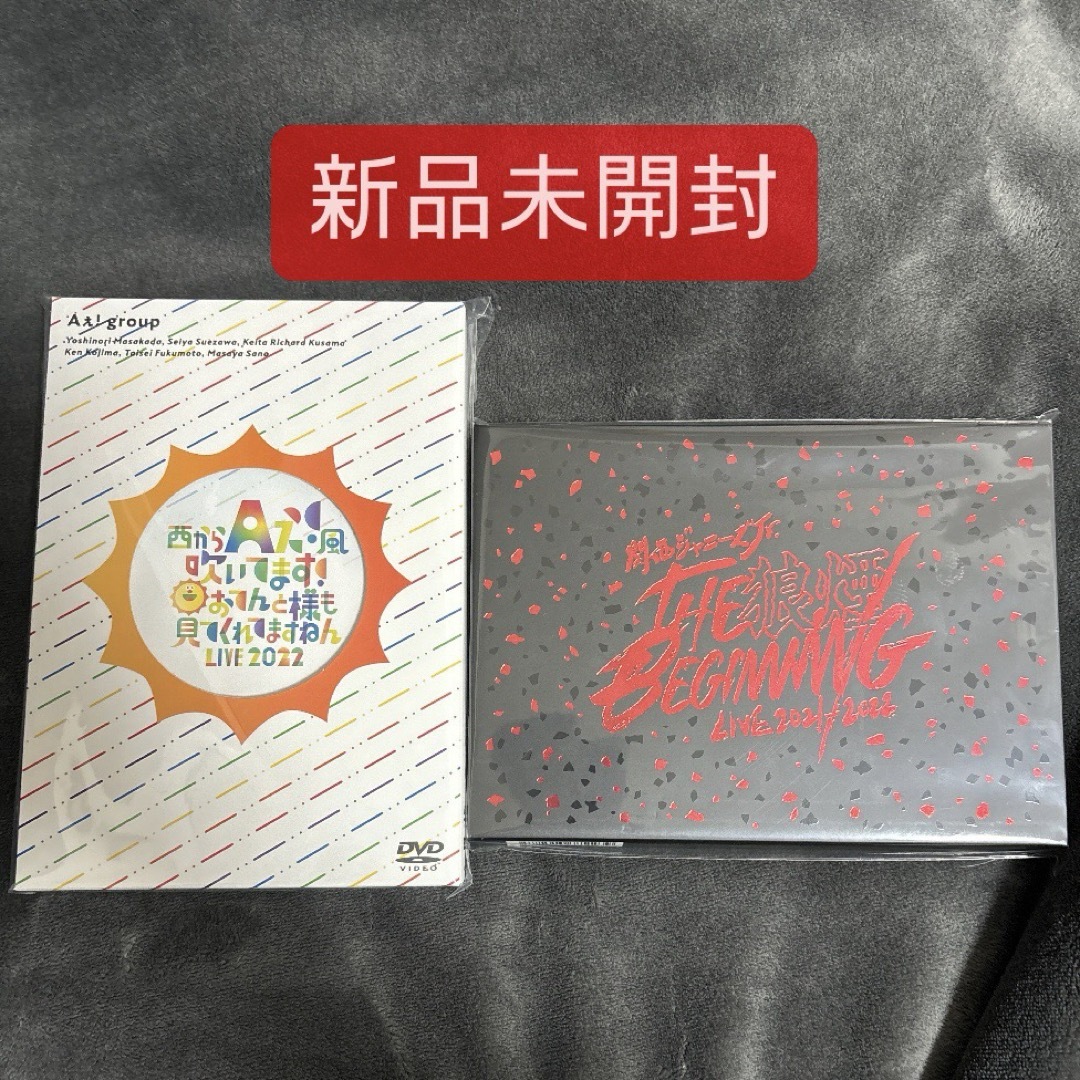 新品未開封
Aぇ! group
Yoshinori Masakado, Seiya Suezawa, Keita Richard Kusama
Ken Kojima, Taisei Fukumoto, Masaya Sano
西からAぇ風
吹いてます!
おてんと様も
見てくれてますねん
LIVE 2022
DVD
VIDEO
関西ジャニーズJr.
THE 狼煙
BEGINNING
LIVE 2021/2022